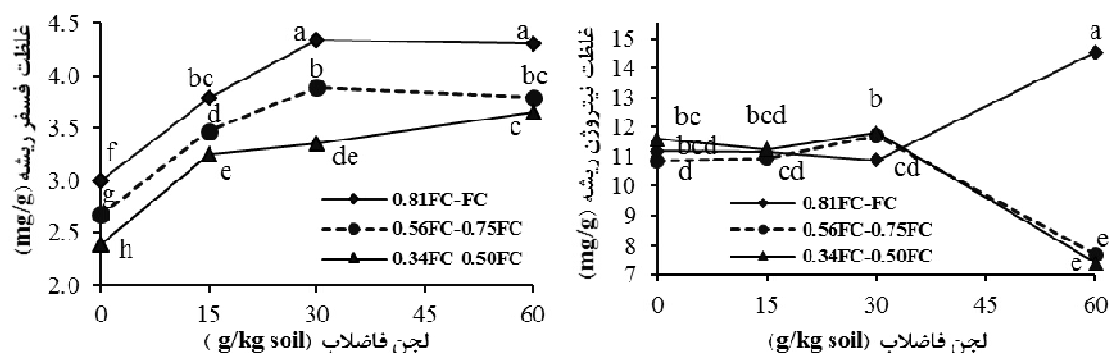 غلظت فسفر ریشه (mg/g)
4.5
4.0
3.5
3.0
2.5
2.0
a
a
bc
b
bc
d
c
f
e
de
g
h
0.81FC-FC
0.56FC-0.75FC
0.34FC-0.50FC
0 15 30 45 60
لجن فاضلاب (g/kg soil )
غلظت نیتروژن ریشه (mg/g)
15
14
13
12
11
10
9
8
7
a
bc
bcd
b
bcd
d
cd
cd
e
e
0.81FC-FC
0.56FC-0.75FC
0.34FC-0.50FC
0 15 30 45 60
لجن فاضلاب (g/kg soil)